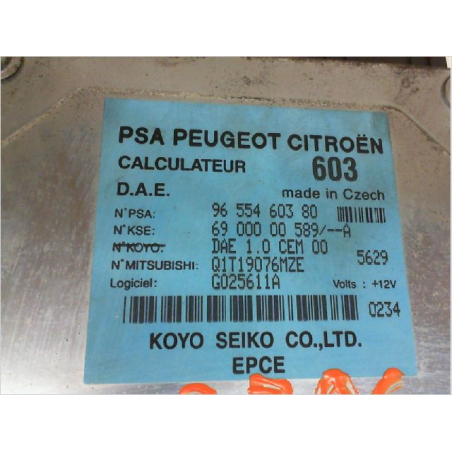 PSA PEUGEOT CITROËN
CALCULATEUR 603
D.A.E. made in Czech
N°PSA: 96 554 603 80
N°KSE: 69 000 00 589/--A
N°KOYO: DAE 1.0 CEM 00
N°MITSUBISHI: Q1T19076MZE 5629
Logiciel: G025611A Volts : +12V
0234
KOYO SEIKO CO.,LTD.
EPCE